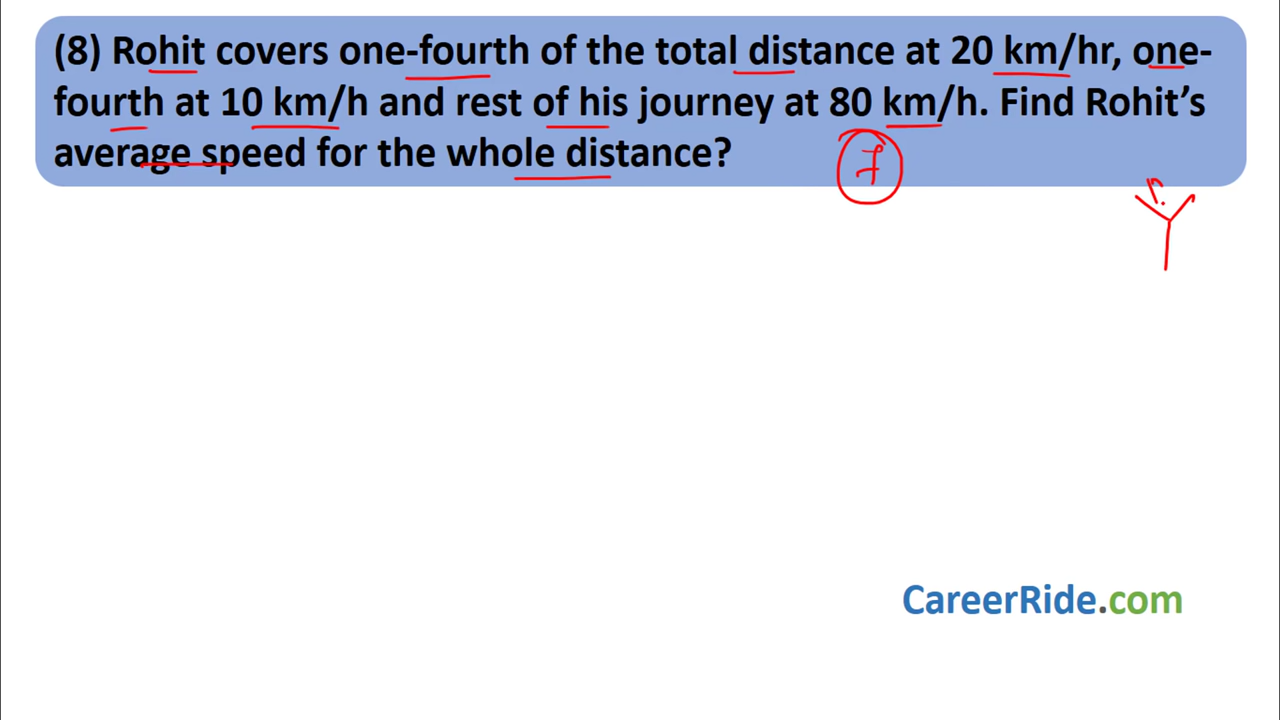 (8) Rohit covers one-fourth of the total distance at 20 km/hr, one-
fourth at 10 km/h and rest of his journey at 80 km/h. Find Rohit’s
average speed for the whole distance?
CareerRide.com